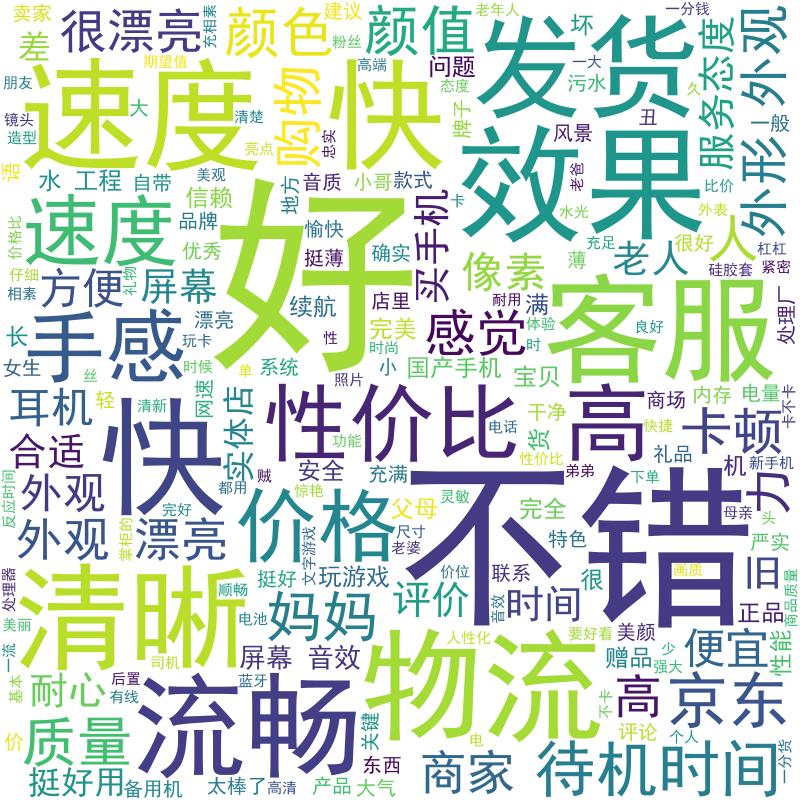 卖家
很漂亮
充相素
颜色
建议
粉丝
颜值
老年人
坏
一分钱
差
期望值
高端
问题
一大
污水
服务态度
外观
朋友
大
清楚
购物
态度
牌子
发货
久
丑
一般
镜头
造型
速度
快
亮点
忠实
风景
效果
老爸
比价
外形
语
水
工程
自带
美观
信赖
地方
音质
小哥
款式
卡
水光
外表
人
价格比
速度
品牌
愉快
买手机
充足
很好
杠杠
优秀
好
挺薄
确实
像素
薄
老人
硅胶套
紧密
仔细
相素
方便
礼物
屏幕
续航
店里
耐用
满
处理厂
长
手感
漂亮
玩卡
性
完美
感觉
体验
时
客服
良好
女生
丝
时候
系统
单
时尚
小
国产手机
宝贝
耳机
轻
网速
照片
干净
商场
内存
电量
卡不卡
清新
快
实体店
功能
性价比
电话
货
高
快捷
卡顿
合适
贼
安全
充满
性价比
弟弟
礼品
机
新手机
力
反应时间
外观
完好
都用
惊艳
价格
灵敏
父母
不错
下单
完全
母亲
头
外观
漂亮
掌柜的
文字游戏
尺寸
老婆
特色
严实
处理器
清晰
顺畅
挺好
玩游戏
价位
联系
很
画质
旧
商品质量
美丽
电池
妈妈
评价
音效
时间
正品
一流
司机
人性化
要好看
美颜
少
便宜
性能
基本
耐心
后置
有线
屏幕
蓝牙
音效
物流
赠品
强大
不卡
高
京东
价
质量
流畅
关键
评论
个人
一分货
挺好用
备用机
太棒了
高清
产品
东西
大气
商家
电
待机时间